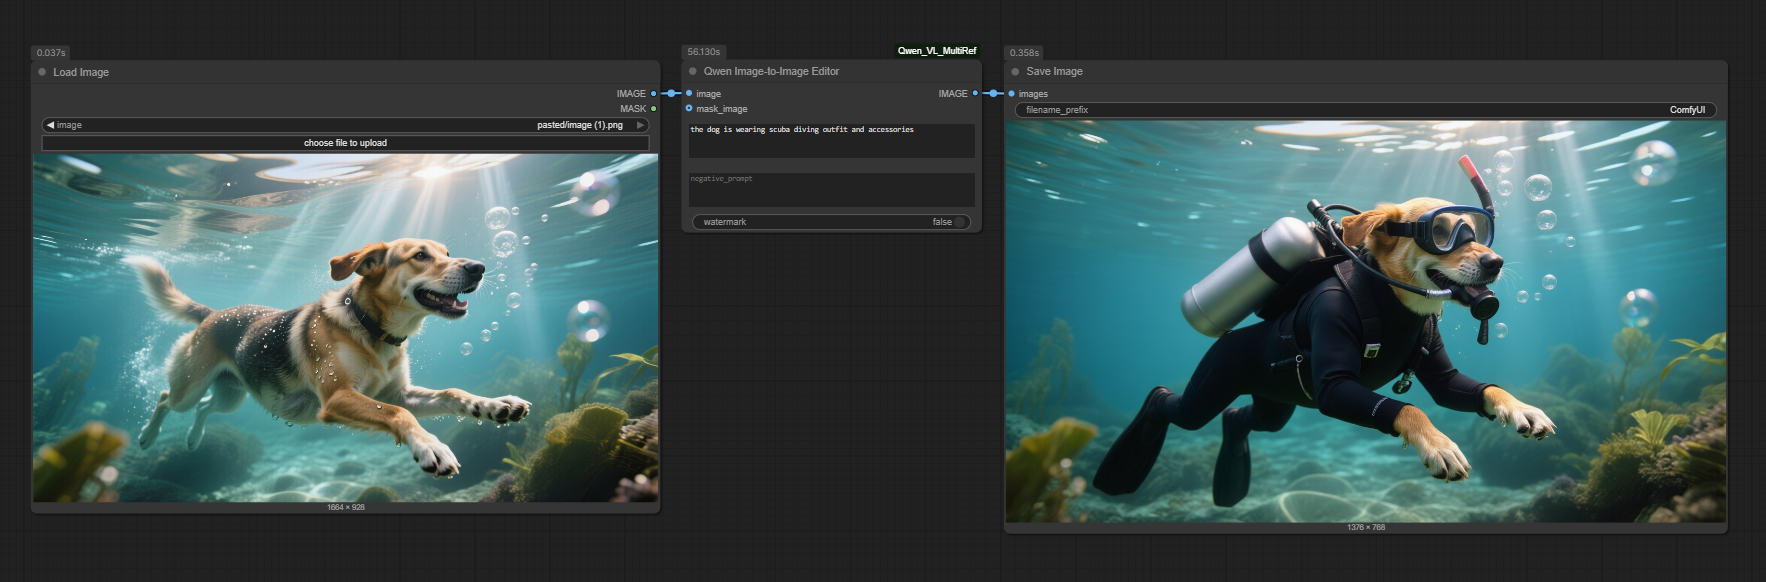 0.037s
Load Image
IMAGE
MASK
image
pasted/image (1).png
choose file to upload
1664 × 928
56.130s
Qwen_VL_MultiRef
Qwen Image-to-Image Editor
image
IMAGE
mask_image
the dog is wearing scuba diving outfit and accessories
negative_prompt
watermark
false
0.358s
Save Image
images
filename_prefix
ComfyUI
1376 × 768